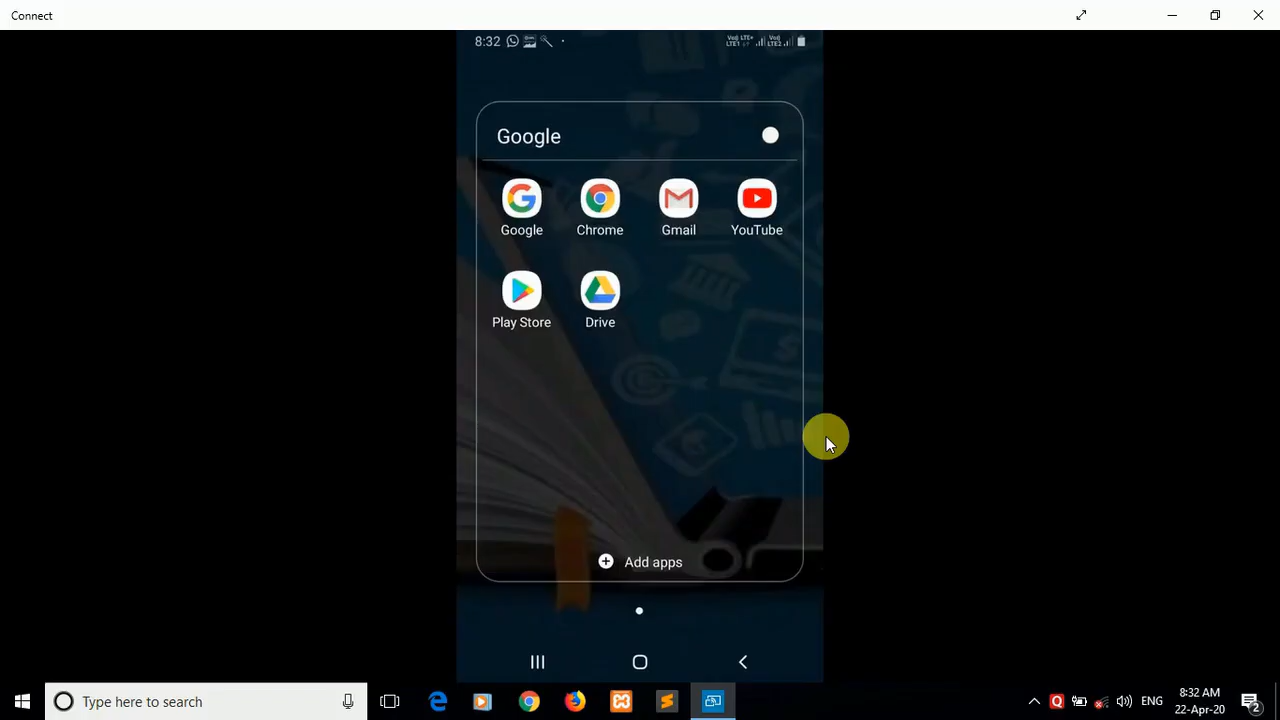 Connect
8:32
Google
Google Chrome Gmail YouTube
Play Store Drive
Add apps
Type here to search
ENG
8:32 AM
22-Apr-20
2